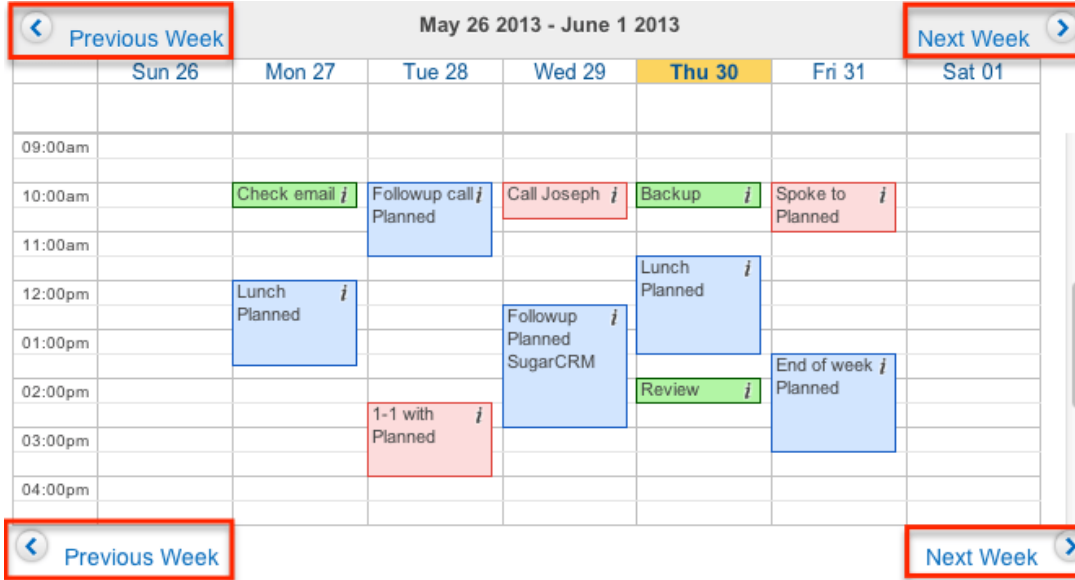 Previous Week
May 26 2013 - June 1 2013
Next Week
Sun 26
Mon 27
Tue 28
Wed 29
Thu 30
Fri 31
Sat 01
09:00am
10:00am
Check email i
Followup call i
Planned
Call Joseph i
Backup i
Spoke to i
Planned
11:00am
Lunch i
Planned
12:00pm
Lunch i
Planned
Followup i
Planned
SugarCRM
01:00pm
End of week i
Planned
02:00pm
Review i
1-1 with i
Planned
03:00pm
04:00pm
Previous Week
Next Week